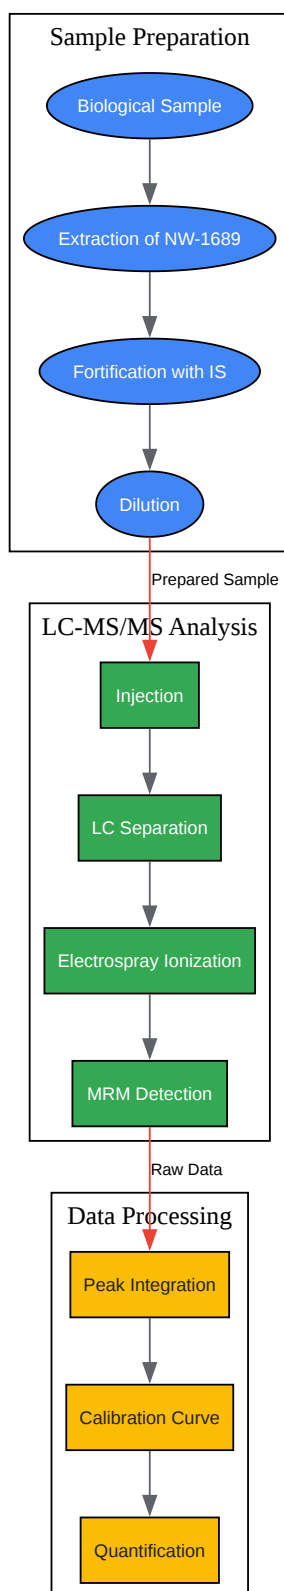 Sample Preparation
Biological Sample
Extraction of NW-1689
Fortification with IS
Dilution
Prepared Sample
LC-MS/MS Analysis
Injection
LC Separation
Electrospray Ionization
MRM Detection
Raw Data
Data Processing
Peak Integration
Calibration Curve
Quantification